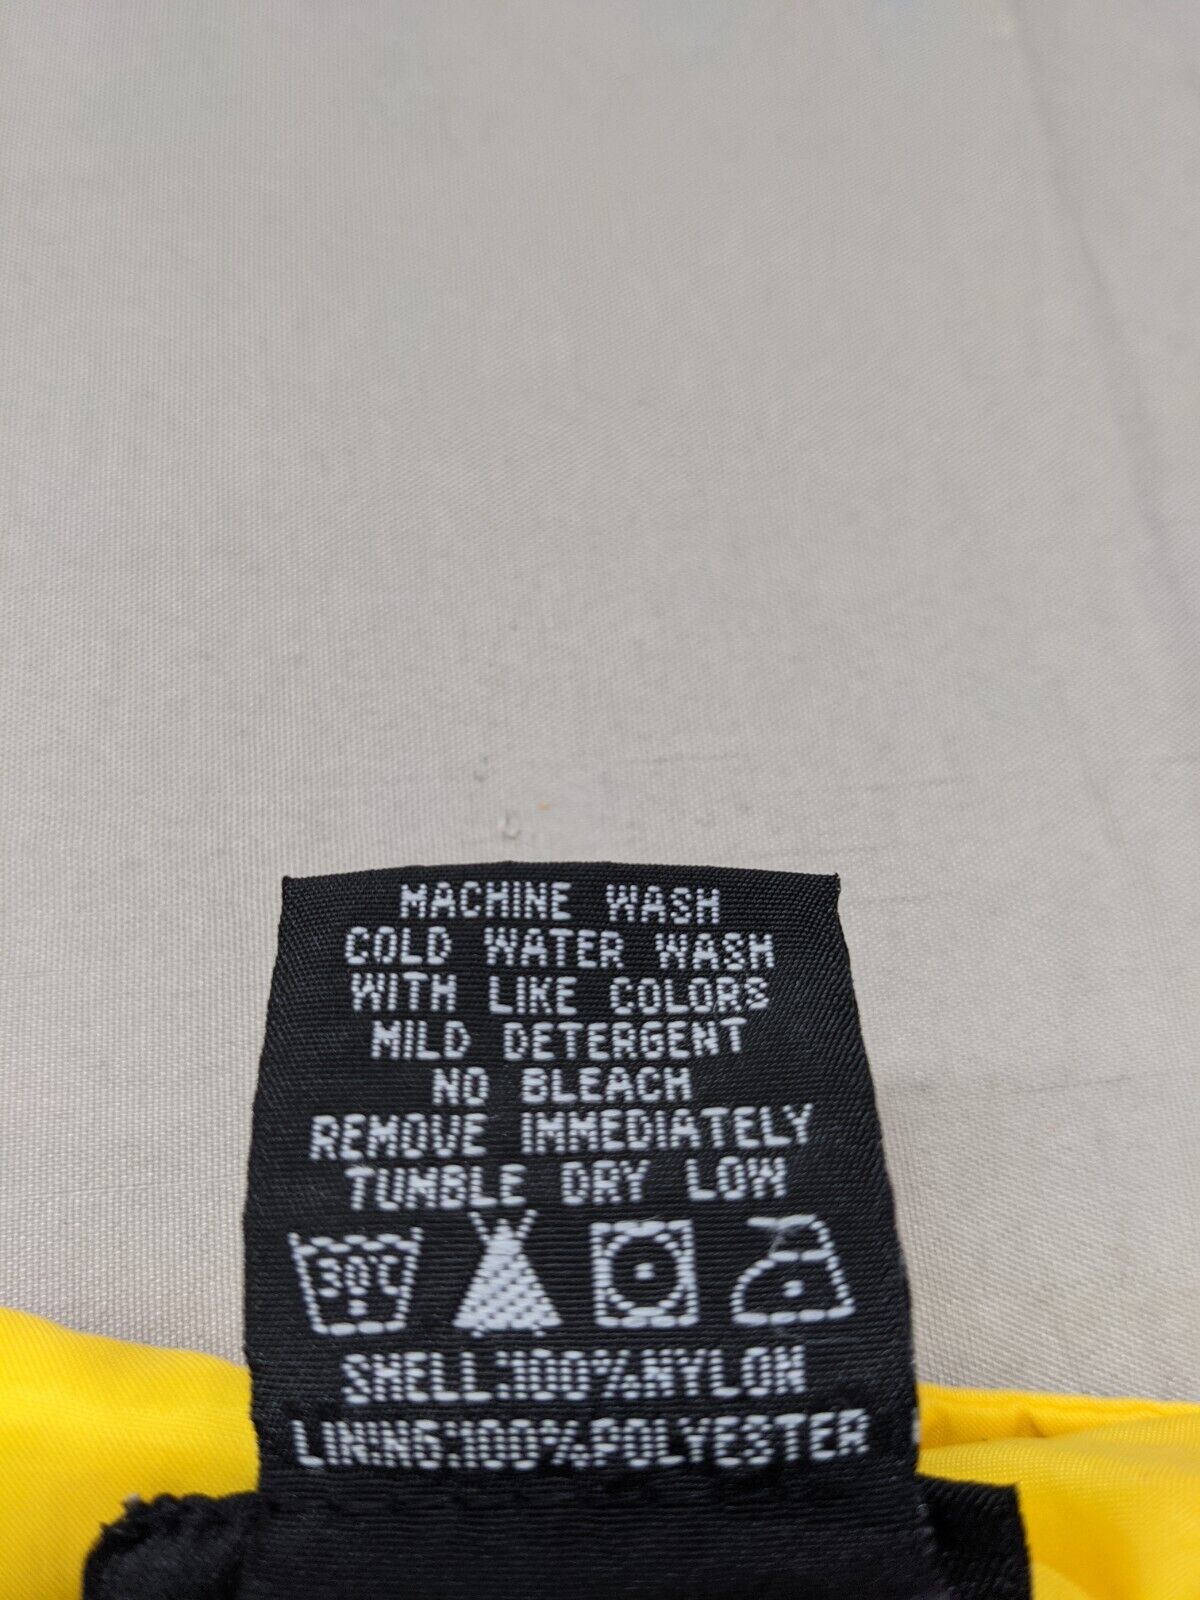 MACHINE WASH
COLD WATER WASH
WITH LIKE COLORS
MILD DETERGENT
NO BLEACH
REMOVE IMMEDIATELY
TUMBLE DRY LOW
30°C
SHELL:100%NYLON
LINING:100%POLYESTER